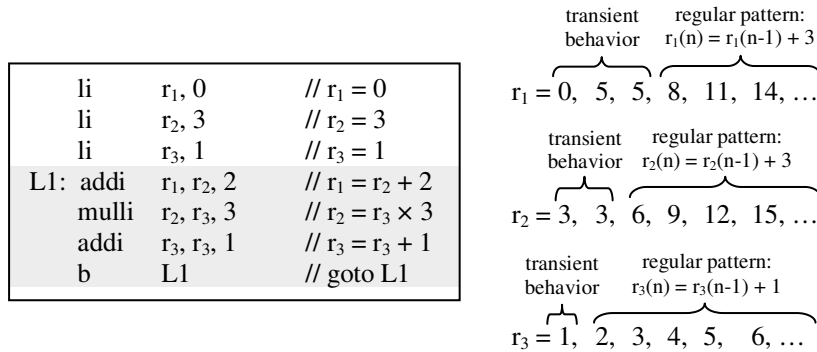 li r₁, 0 // r₁ = 0
li r₂, 3 // r₂ = 3
li r₃, 1 // r₃ = 1
L1: addi r₁, r₂, 2 // r₁ = r₂ + 2
mulli r₂, r₃, 3 // r₂ = r₃ × 3
addi r₃, r₃, 1 // r₃ = r₃ + 1
b L1 // goto L1
transient behavior
regular pattern:
r₁(n) = r₁(n-1) + 3
r₁ = 0, 5, 5, 8, 11, 14, …
transient behavior
regular pattern:
r₂(n) = r₂(n-1) + 3
r₂ = 3, 3, 6, 9, 12, 15, …
transient behavior
regular pattern:
r₃(n) = r₃(n-1) + 1
r₃ = 1, 2, 3, 4, 5, 6, …